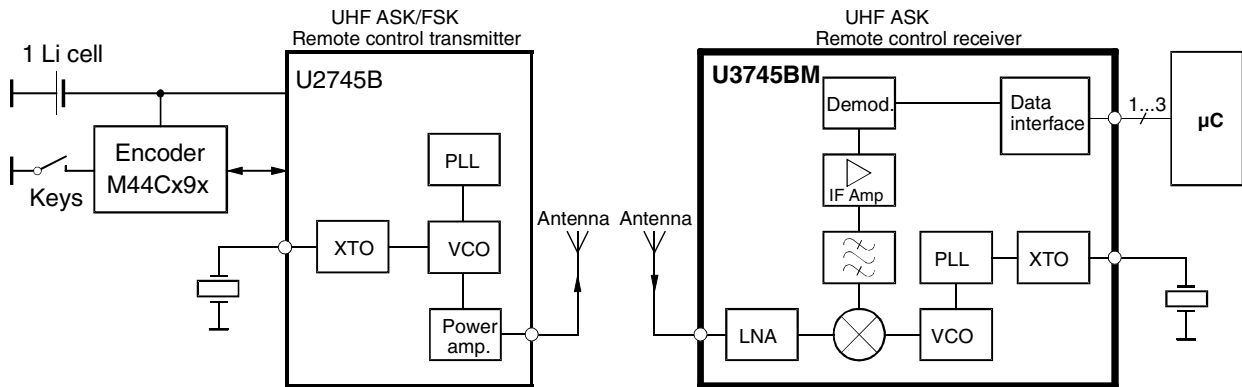 UHF ASK/FSK
Remote control transmitter
UHF ASK
Remote control receiver
1 Li cell
U2745B
U3745BM
Demod.
Data
interface
1...3
µC
Encoder
M44Cx9x
Keys
PLL
IF Amp
Antenna
Antenna
XTO
VCO
PLL
XTO
Power
amp.
LNA
VCO